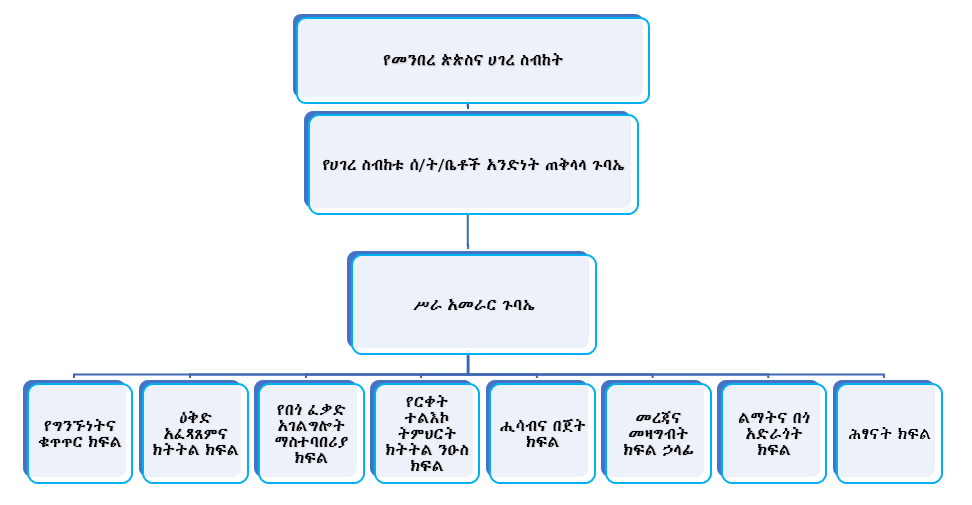 የመንበረ ጵጵስና ሀገረ ስብከት
የሀገረ ስብከቱ ሰ/ት/ቤቶች አንድነት ጠቅላላ ጉባኤ
ሥራ አመራር ጉባኤ
የግንኙነትና
ቁጥጥር ክፍል
ዕቅድ
አፈጻጸምና
ክትትል ክፍል
የበጎ ፈቃድ
አገልግሎት
ማስተባበሪያ
ክፍል
የርቀት
ተልእኮ
ትምህርት
ክትትል ንዑስ
ክፍል
ሒሳብና በጀት
ክፍል
መረጃና
መዛግብት
ክፍል ኃላፊ
ልማትና በጎ
አድራጎት
ክፍል
ሕፃናት ክፍል